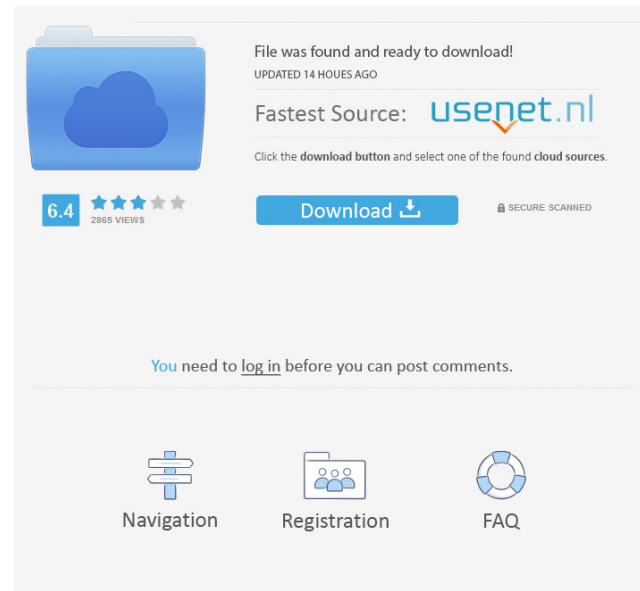 File was found and ready to download!
UPDATED 14 HOUES AGO
Fastest Source: usenet.nl
Click the download button and select one of the found cloud sources.
6.4
2865 VIEWS
Download
SECURE SCANNED
You need to log in before you can post comments.
Navigation
Registration
FAQ